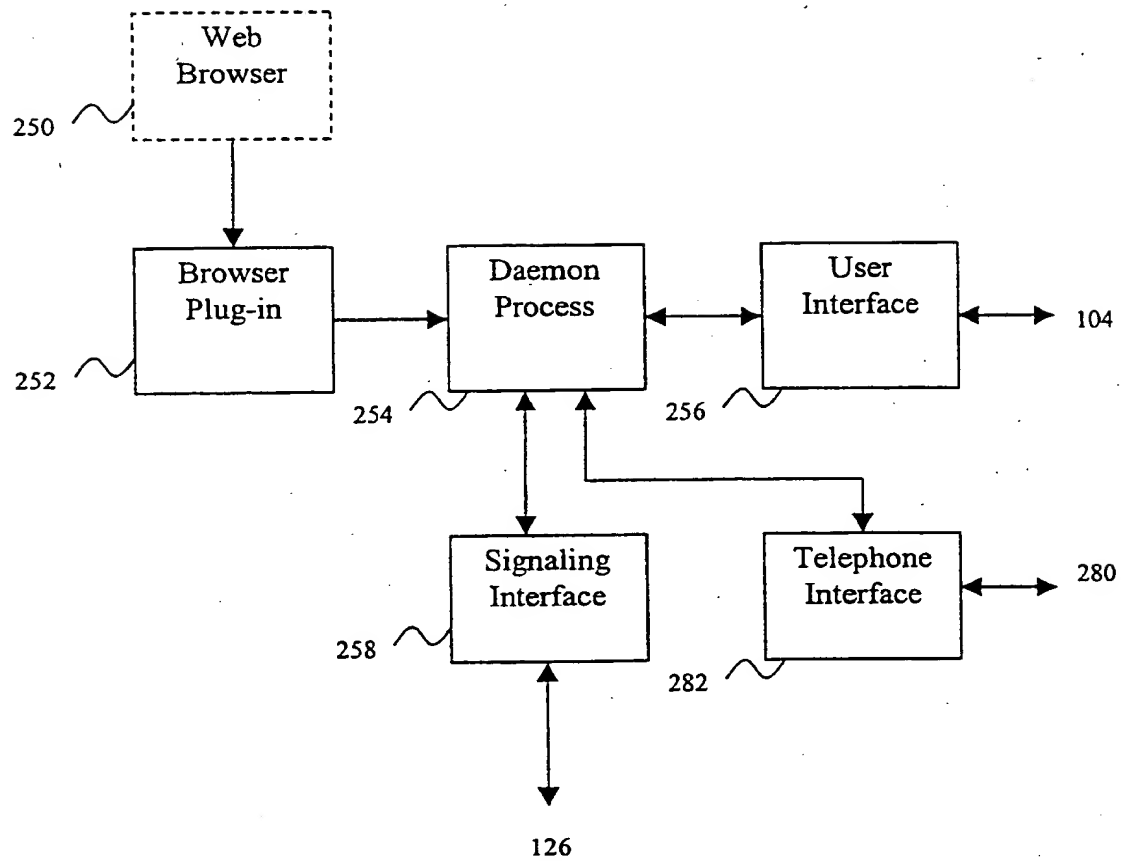 Web
Browser
250
Browser
Plug-in
252
Daemon
Process
254
User
Interface
256
104
Signaling
Interface
258
Telephone
Interface
282
280
126